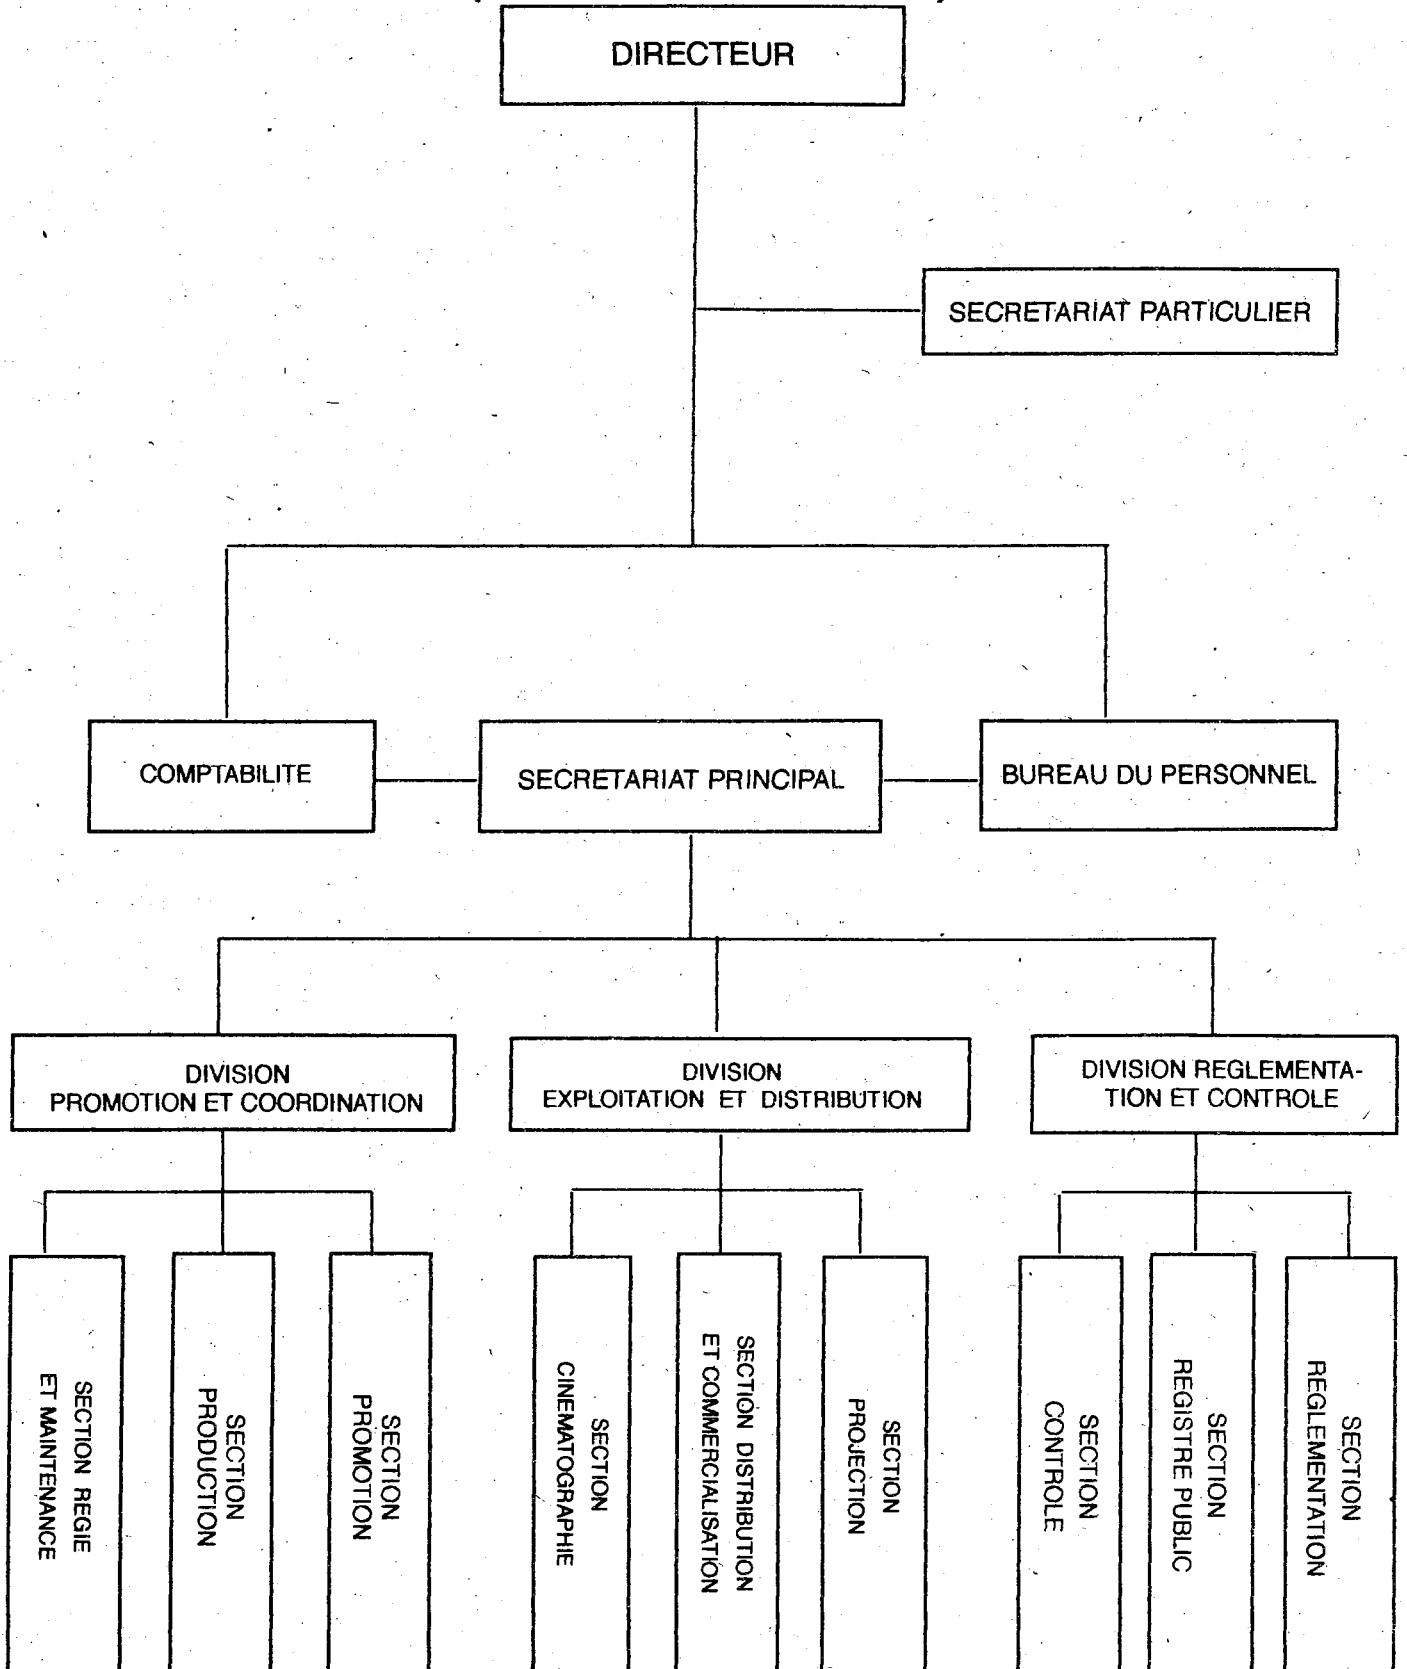 DIRECTEUR
SECRETARIAT PARTICULIER
COMPTABILITE
SECRETARIAT PRINCIPAL
BUREAU DU PERSONNEL
DIVISION
PROMOTION ET COORDINATION
DIVISION
EXPLOITATION ET DISTRIBUTION
DIVISION REGLEMENTA-
TION ET CONTROLE
SECTION REGIE
ET MAINTENANCE
SECTION
PRODUCTION
SECTION
PROMOTION
SECTION
CINEMATOGRAPHIE
SECTION DISTRIBUTION
ET COMMERCIALISATION
SECTION
PROJECTION
SECTION
CONTROLE
SECTION
REGISTRE PUBLIC
SECTION
REGLEMENTATION